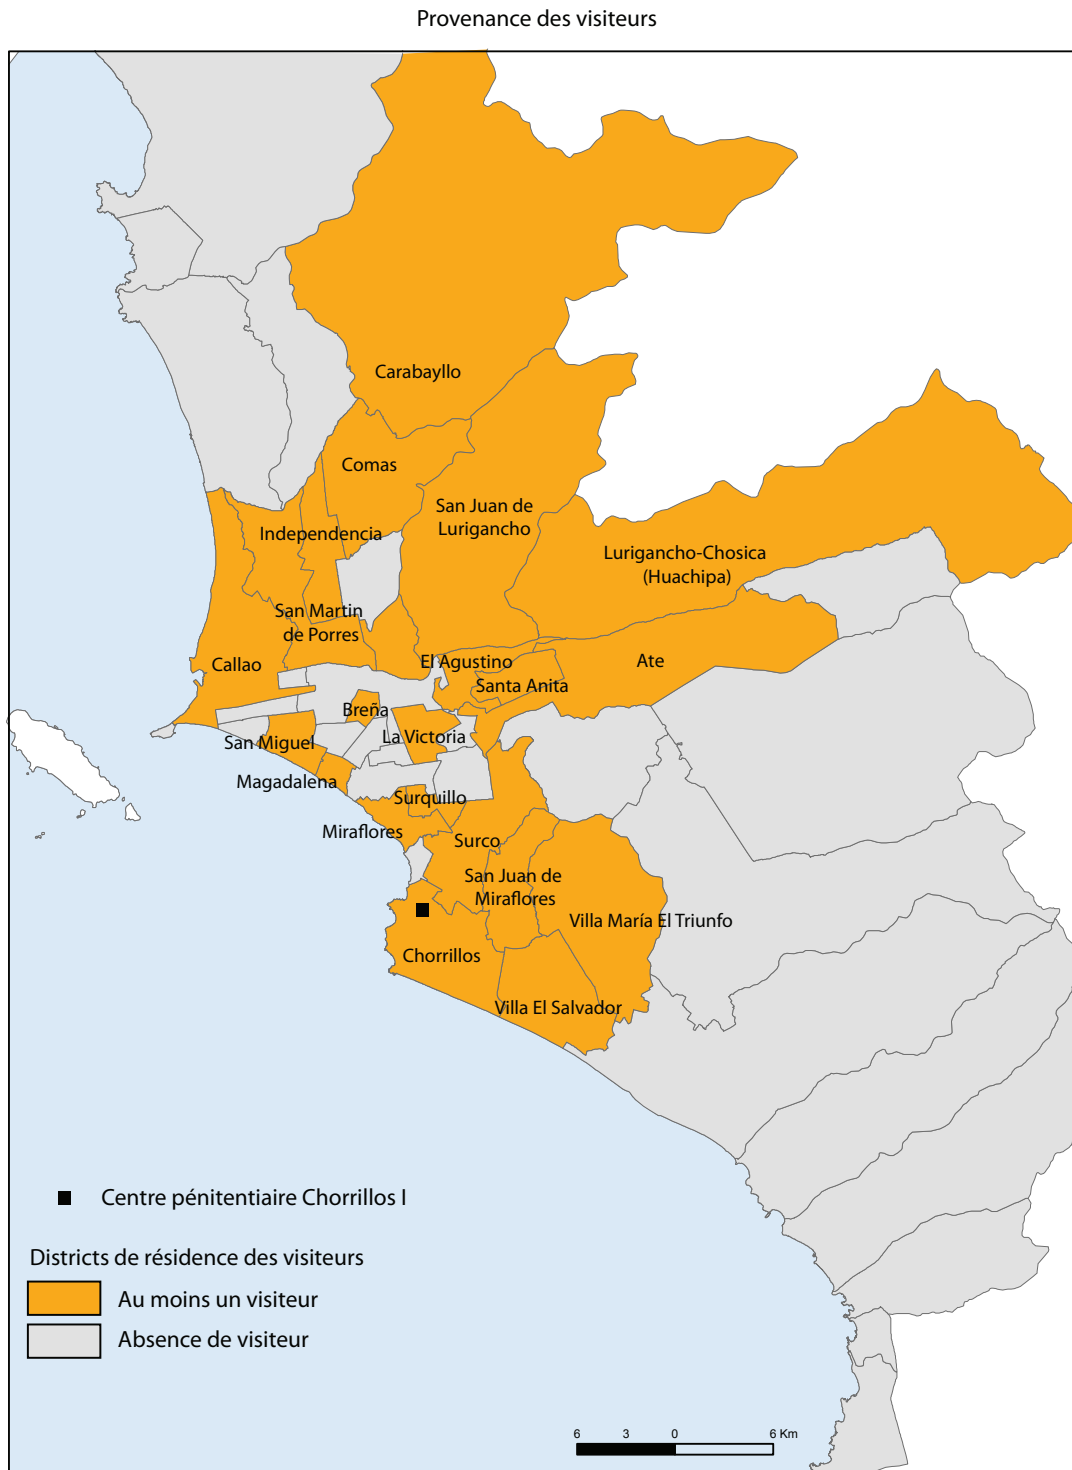 Provenance des visiteurs
Carabayllo
Comas
San Juan de
Lurigancho
Independencia
Lurigancho-Chosica
(Huachipa)
San Martin
de Porres
Callao
El Agustino
Ate
Santa Anita
Breña
La Victoria
San Miguel
Magadalena
Surquillo
Miraflores
Surco
San Juan de
Miraflores
Villa María El Triunfo
Chorrillos
Villa El Salvador
Centre pénitentiaire Chorrillos I
Districts de résidence des visiteurs
Au moins un visiteur
Absence de visiteur
6 3 0 6 Km